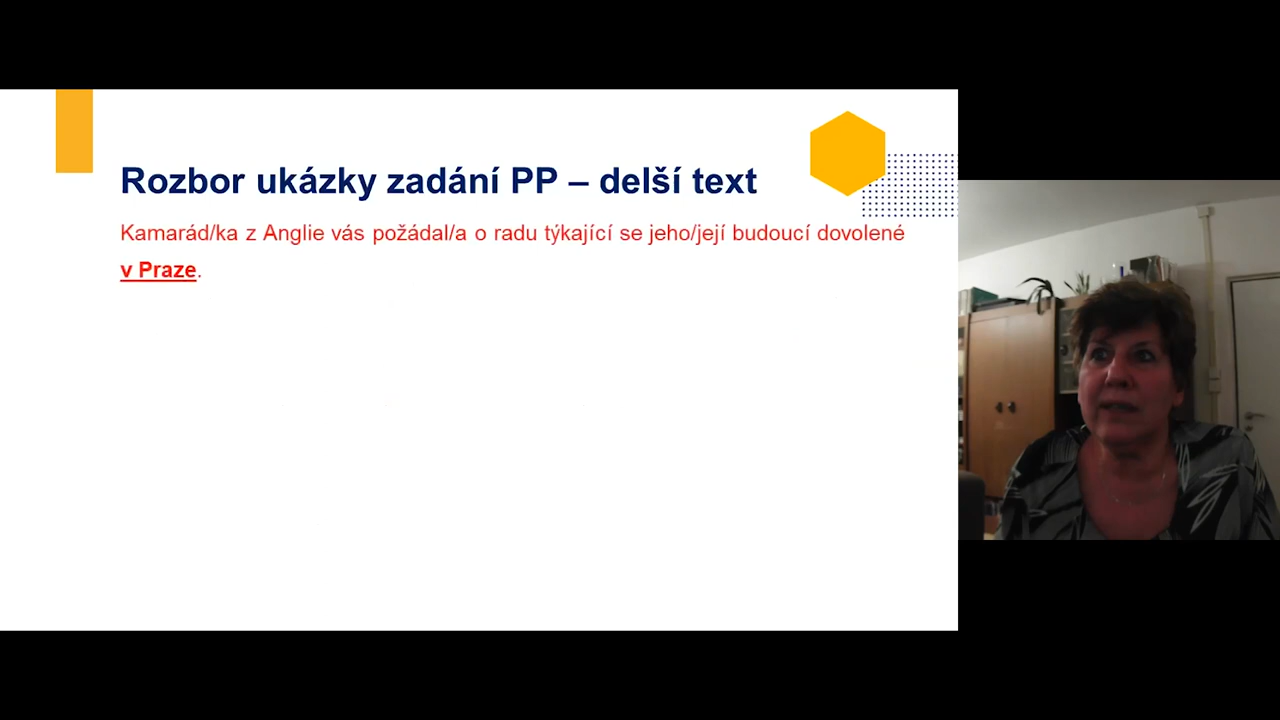 Rozbor ukázky zadání PP – delší text
Kamarád/ka z Anglie vás požádal/a o radu týkající se jeho/její budoucí dovolené
v Praze.